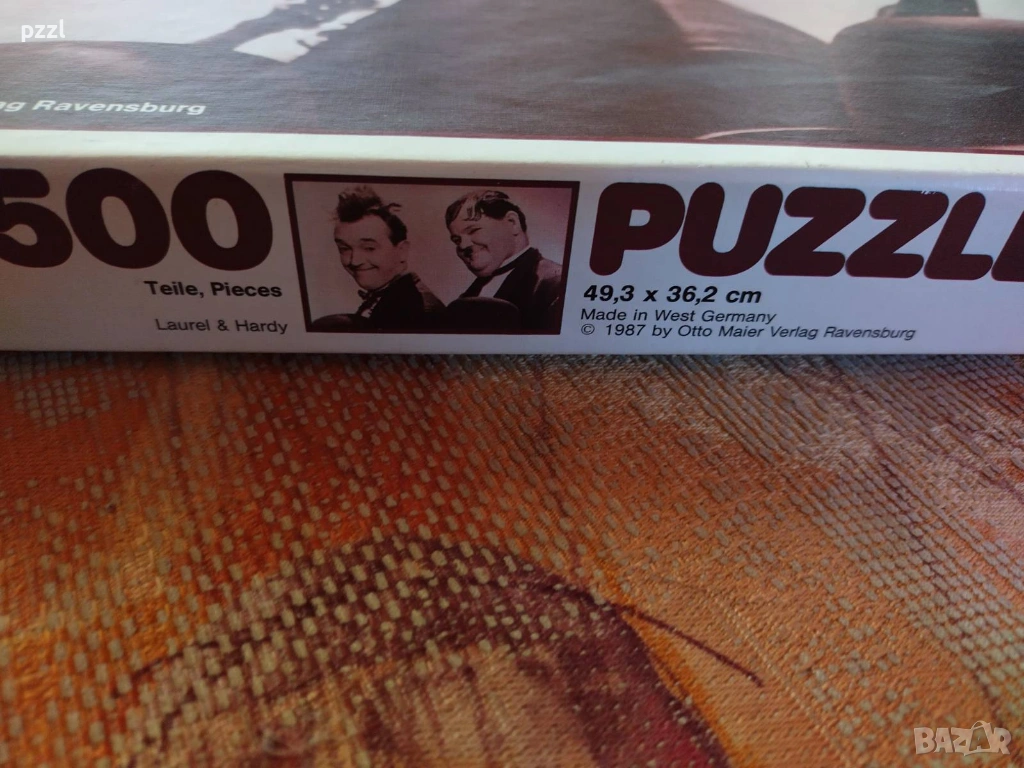 pzzl
Ravensburg
500
PUZZLE
Teile, Pieces
Laurel & Hardy
49,3 x 36,2 cm
Made in West Germany
© 1987 by Otto Maier Verlag Ravensburg
BAZAR